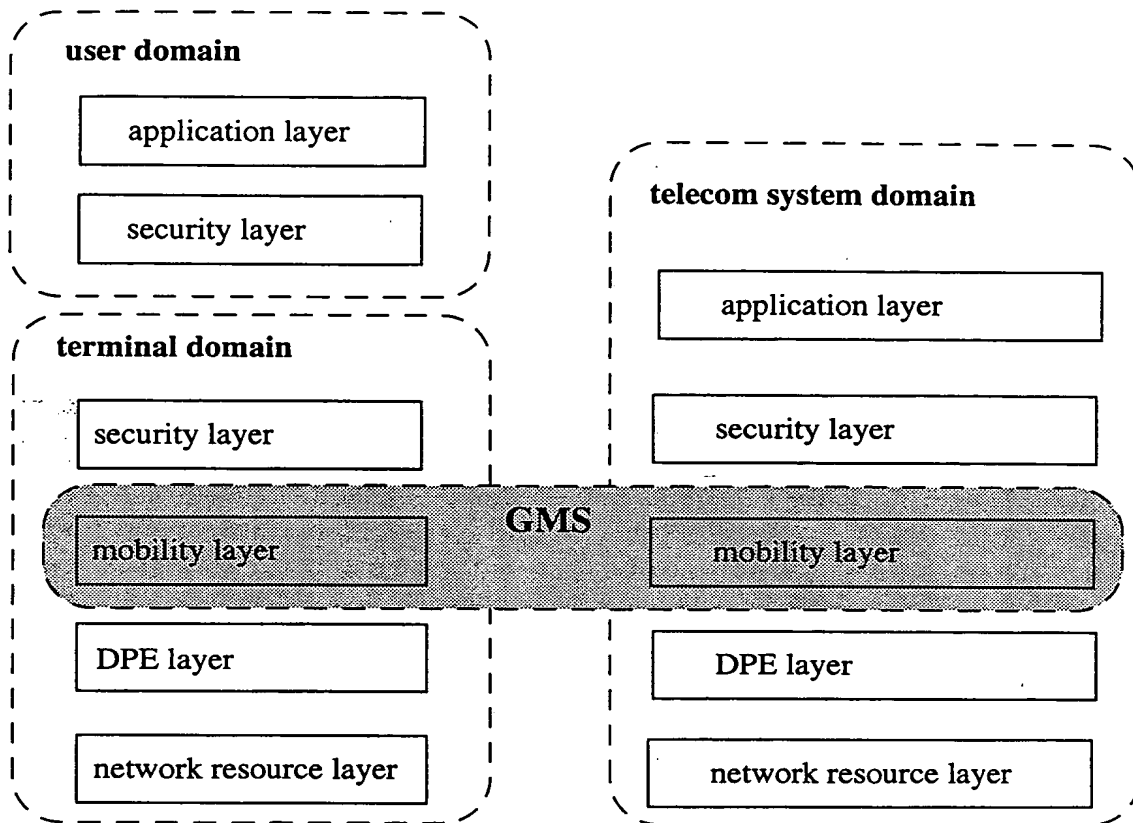 user domain
application layer
security layer
terminal domain
security layer
mobility layer
DPE layer
network resource layer
GMS
telecom system domain
application layer
security layer
mobility layer
DPE layer
network resource layer